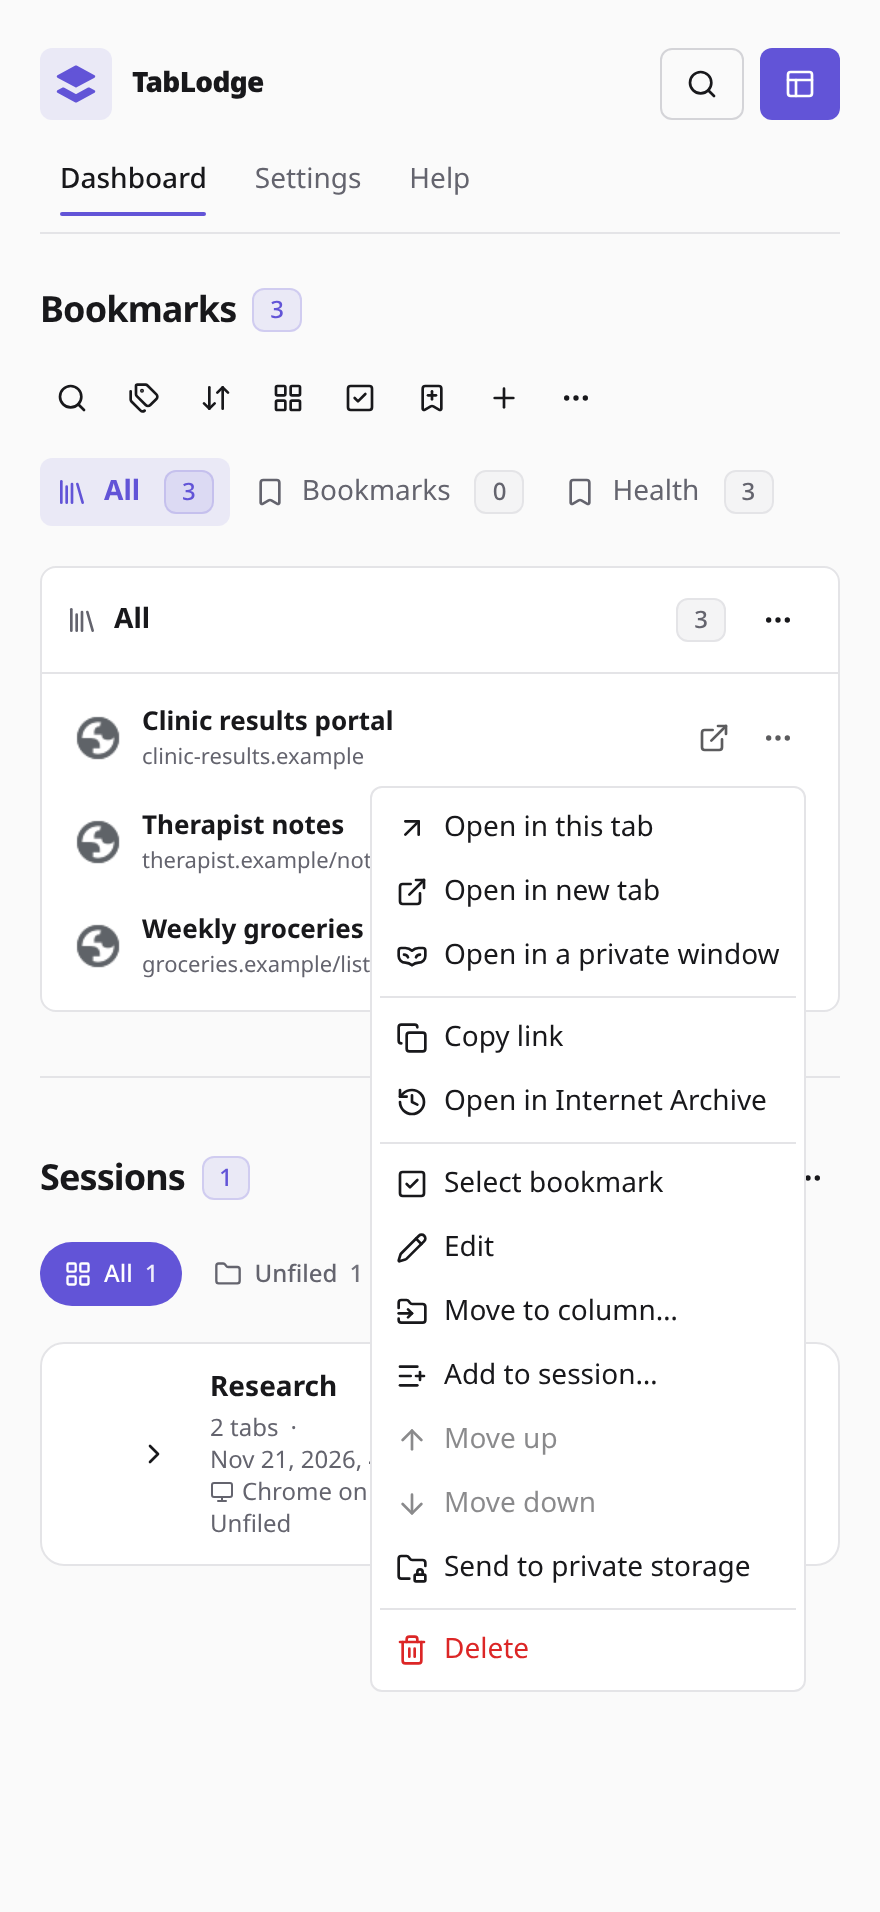 TabLodge
Dashboard Settings Help
Bookmarks 3
All 3 Bookmarks 0 Health 3
All 3
Clinic results portal
clinic-results.example
Therapist notes
therapist.example/not
Weekly groceries
groceries.example/list
Open in this tab
Open in new tab
Open in a private window
Copy link
Open in Internet Archive
Select bookmark
Edit
Move to column...
Add to session...
Move up
Move down
Send to private storage
Delete
Sessions 1
All 1 Unfiled 1
Research
2 tabs ·
Nov 21, 2026,
Chrome on
Unfiled